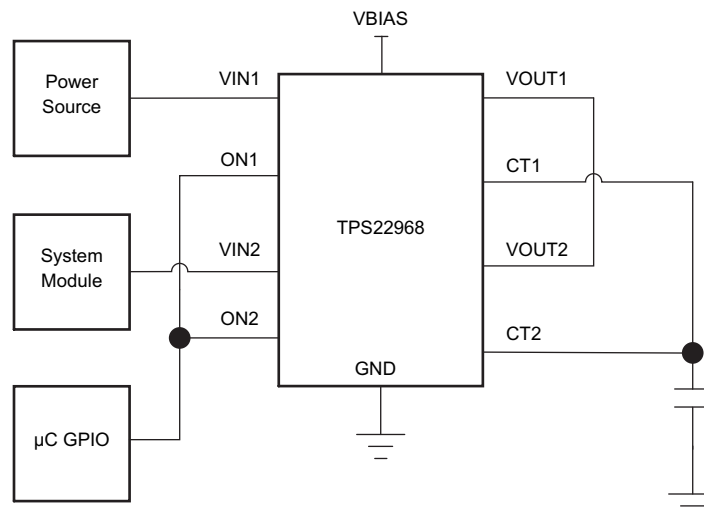 VBIAS
Power
Source
VIN1
VOUT1
ON1
CT1
TPS22968
System
Module
VIN2
VOUT2
ON2
CT2
GND
µC GPIO